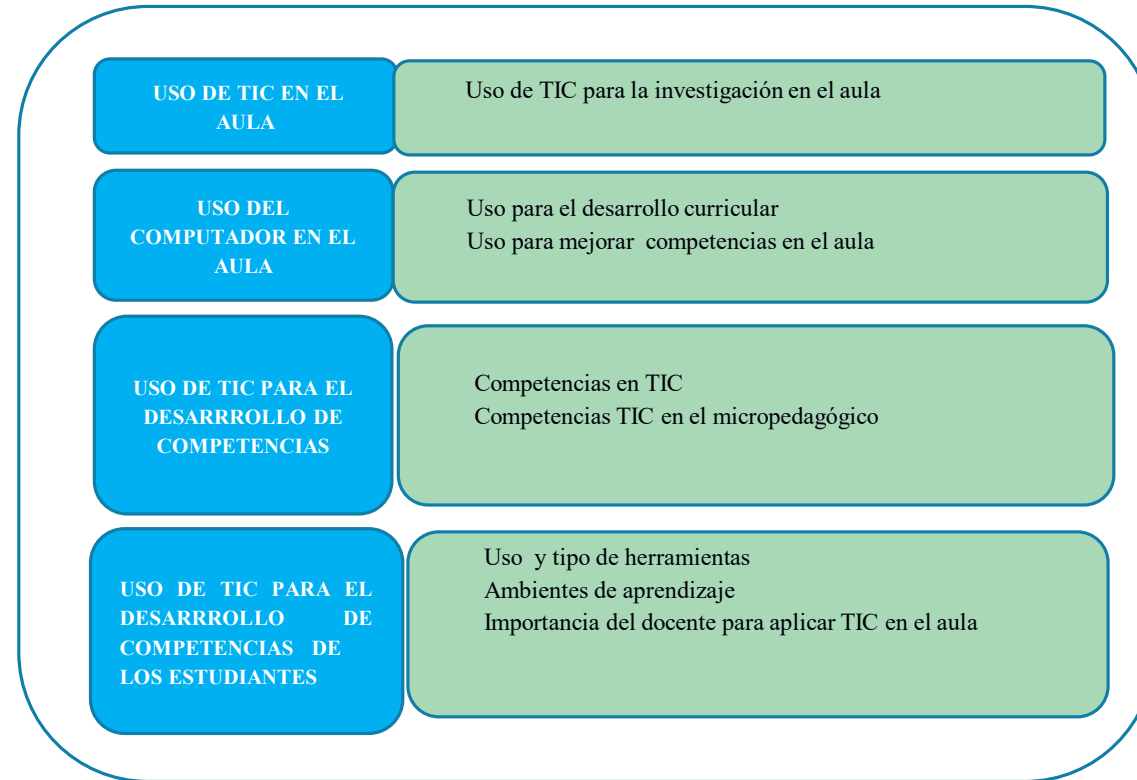 USO DE TIC EN EL
AULA
Uso de TIC para la investigación en el aula
USO DEL
COMPUTADOR EN EL
AULA
Uso para el desarrollo curricular
Uso para mejorar competencias en el aula
USO DE TIC PARA EL
DESARRROLLO DE
COMPETENCIAS
Competencias en TIC
Competencias TIC en el micropedagógico
USO DE TIC PARA EL
DESARRROLLO DE
COMPETENCIAS DE
LOS ESTUDIANTES
Uso y tipo de herramientas
Ambientes de aprendizaje
Importancia del docente para aplicar TIC en el aula